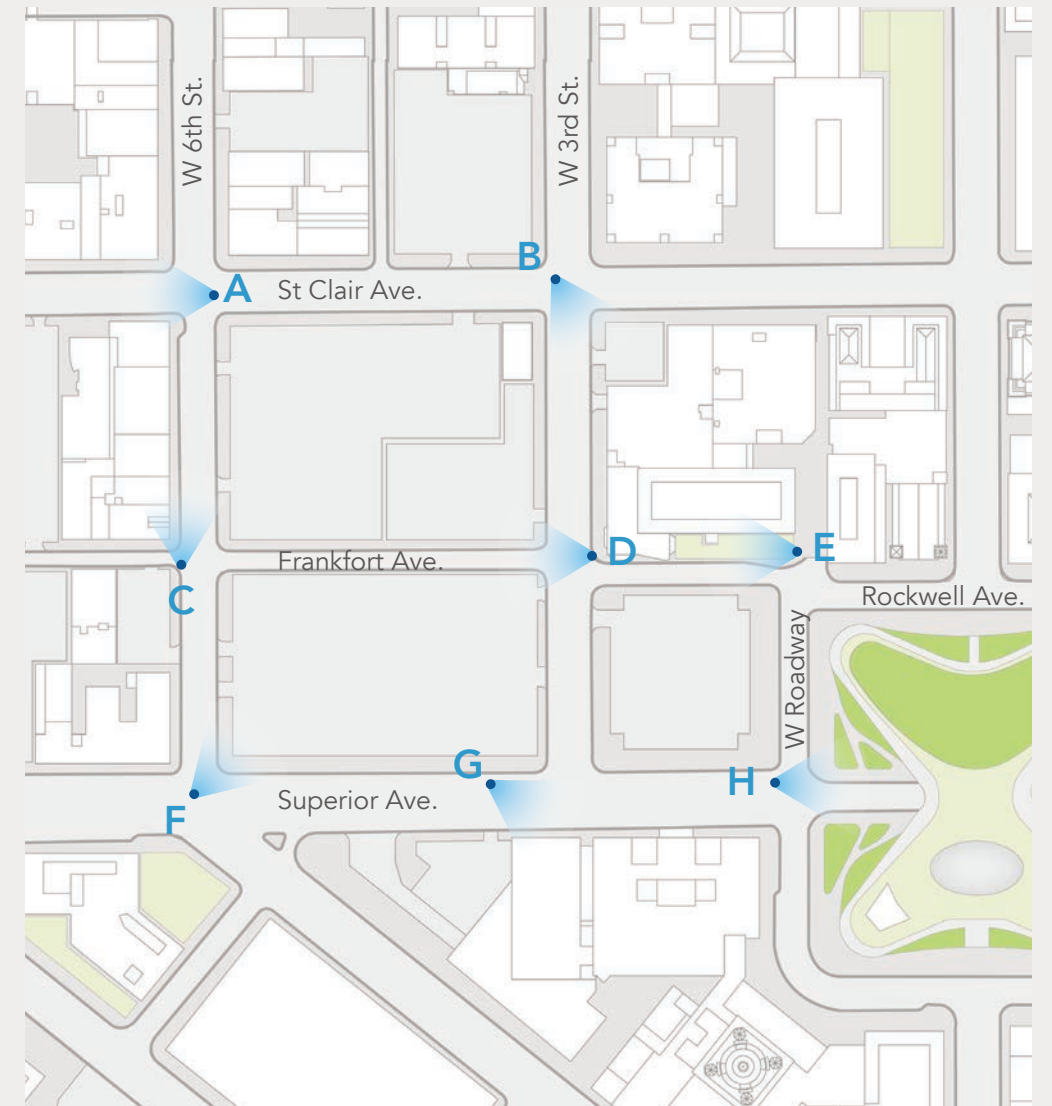 W 6th St.
W 3rd St.
B
A
St Clair Ave.
D
E
Frankfort Ave.
C
Rockwell Ave.
W Roadway
G
H
Superior Ave.
F